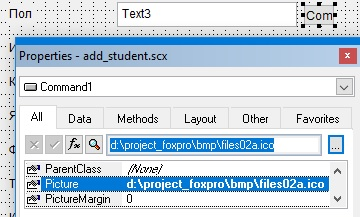 Пол Text3 Com
Properties - add_student.scx
Command1
All Data Methods Layout Other Favorites
fx d:\project_foxpro\bmp\files02a.ico ...
ParentClass (None)
Picture d:\project_foxpro\bmp\files02a.ico
PictureMargin 0